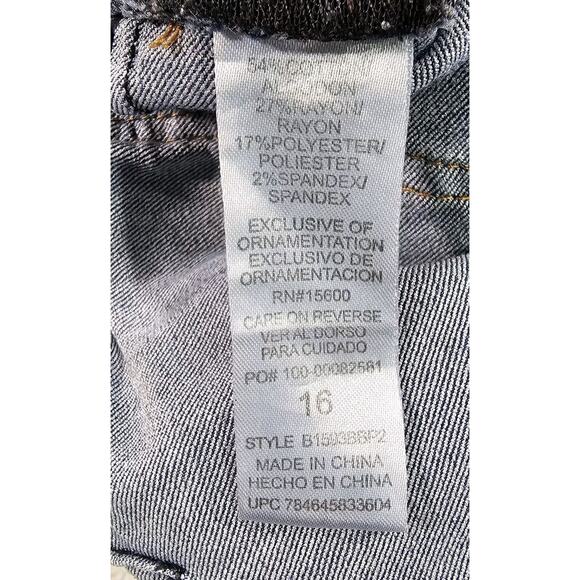 54%COTTON/
ALGODON
27%RAYON/
RAYON
17%POLYESTER/
POLIESTER
2%SPANDEX/
SPANDEX
EXCLUSIVE OF
ORNAMENTATION
EXCLUSIVO DE
ORNAMENTACION
RN#15600
CARE ON REVERSE
VER AL DORSO
PARA CUIDADO
PO# 100-00082581
16
STYLE B1593BBP2
MADE IN CHINA
HECHO EN CHINA
UPC 784645833604